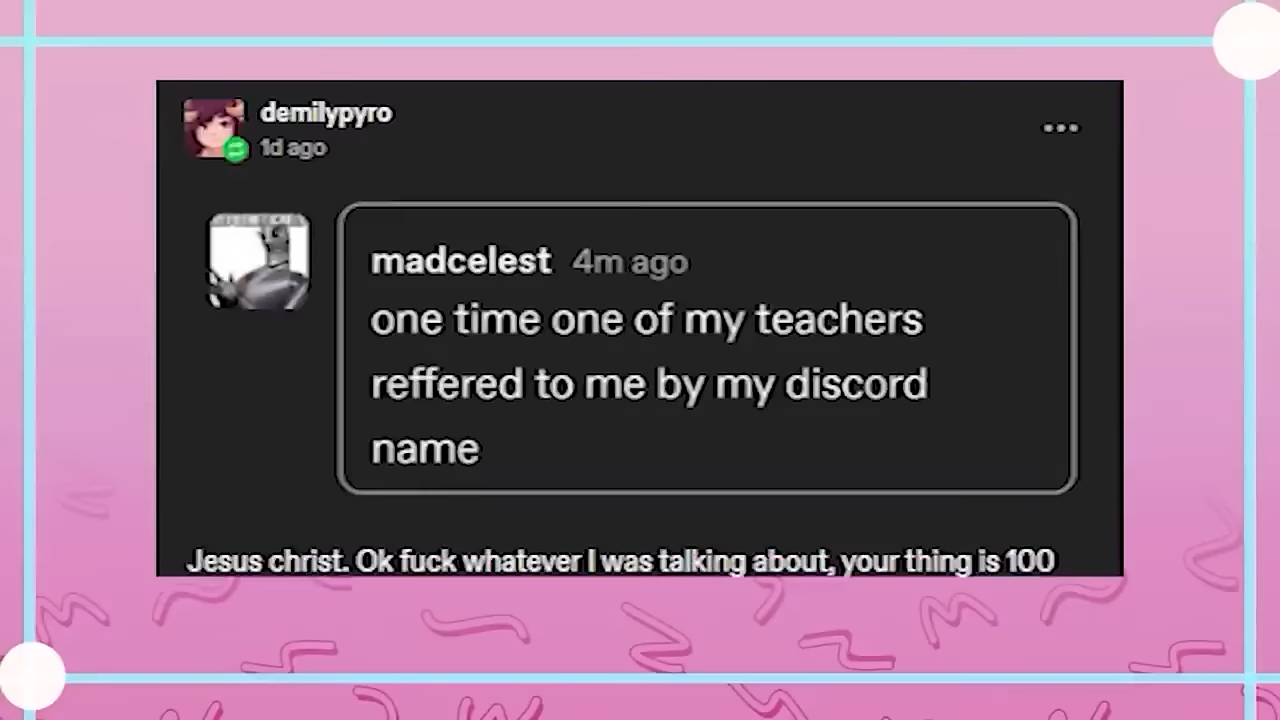 demilypyro
1d ago
madcelest 4m ago
one time one of my teachers
reffered to me by my discord
name
Jesus christ. Ok fuck whatever I was talking about, your thing is 100